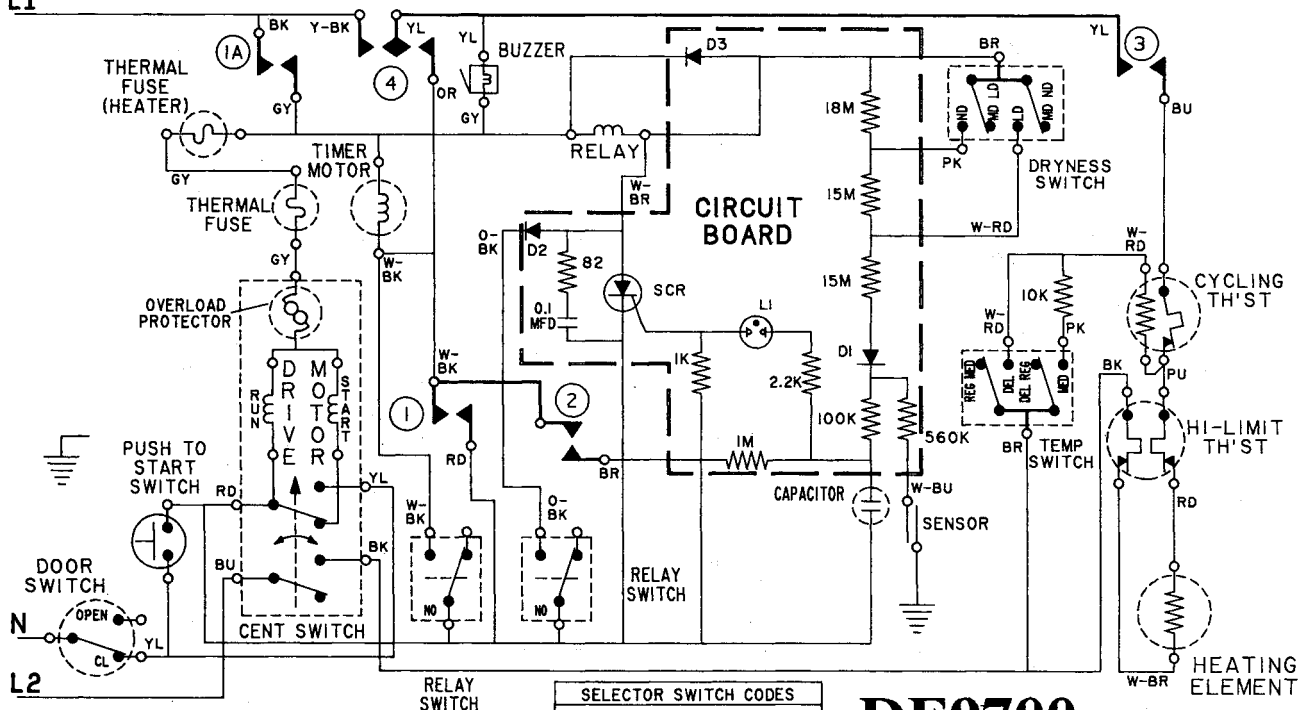 L1
BK
Y-BK
YL
YL
BUZZER
YL
D3
BR
3
1A
THERMAL
FUSE
(HEATER)
4
OR
GY
GY
BU
18M
ND
MD LD
LD
MD ND
TIMER
MOTOR
RELAY
PK
DRYNESS
SWITCH
GY
THERMAL
FUSE
W-
BR
CIRCUIT
BOARD
15M
W-RD
W-
RD
O-
BK
D2
W-
BK
82
GY
SCR
15M
10K
CYCLING
TH'ST
OVERLOAD
PROTECTOR
0.1
MFD
L1
W-
RD
PK
D1
1K
2.2K
W-
BK
REG MED
DEL
DEL REG
MED
BK
PU
DRIVE
MOTOR
RUN
START
1
2
100K
560K
HI-LIMIT
TH'ST
BR
TEMP
SWITCH
BK
PUSH TO
START
SWITCH
RD
BR
1M
RD
YL
CAPACITOR
W-BU
W-
BK
O-
BK
SENSOR
RD
DOOR
SWITCH
BU
BK
RELAY
SWITCH
OPEN
NO
NO
N
CENT SWITCH
YL
CL
L2
RELAY
SWITCH
W-BR
HEATING
ELEMENT
SELECTOR SWITCH CODES